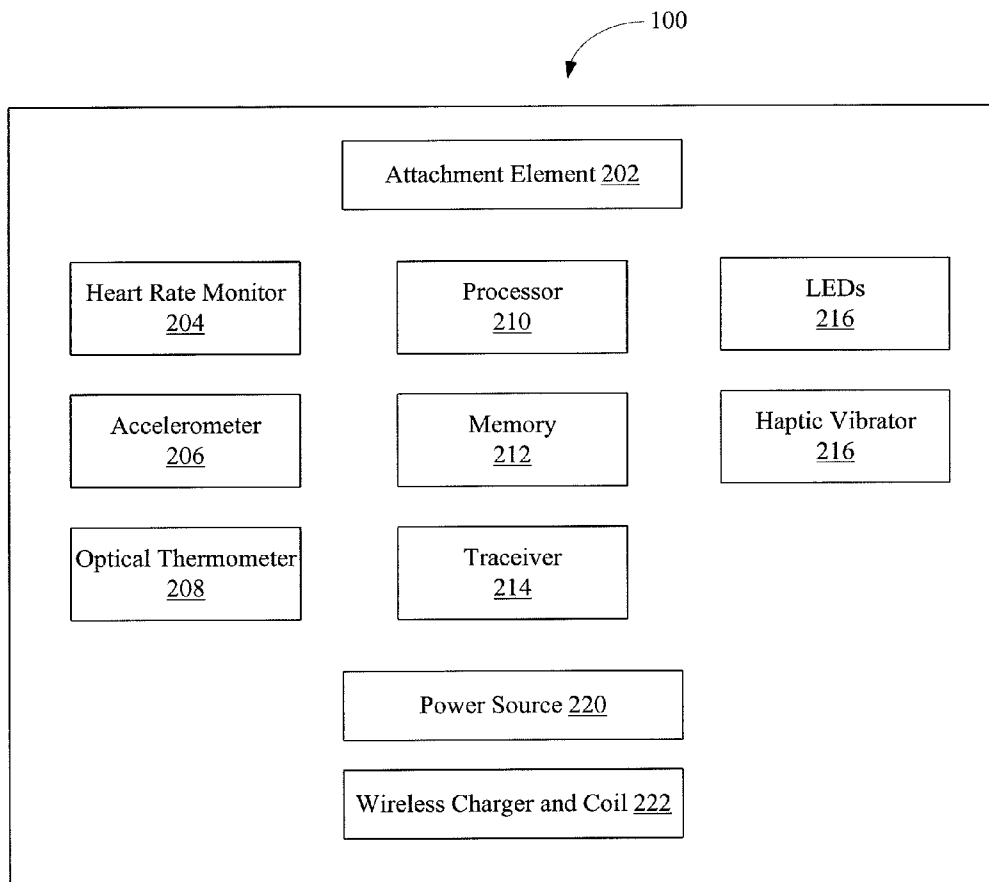 100
Attachment Element 202
Heart Rate Monitor
204
Processor
210
LEDs
216
Accelerometer
206
Memory
212
Haptic Vibrator
216
Optical Thermometer
208
Traceiver
214
Power Source 220
Wireless Charger and Coil 222